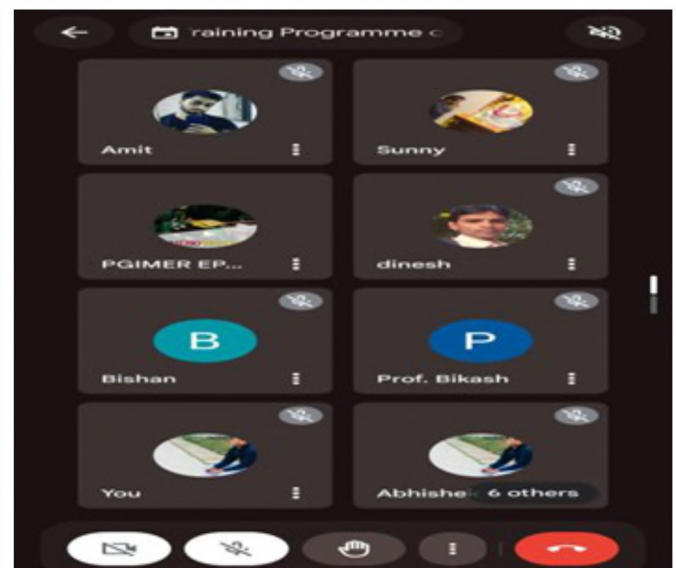 raining Programme c
Amit
Sunny
PGIMER EP...
dinesh
B
P
Bishan
Prof. Bikash
You
Abhishe
6 others